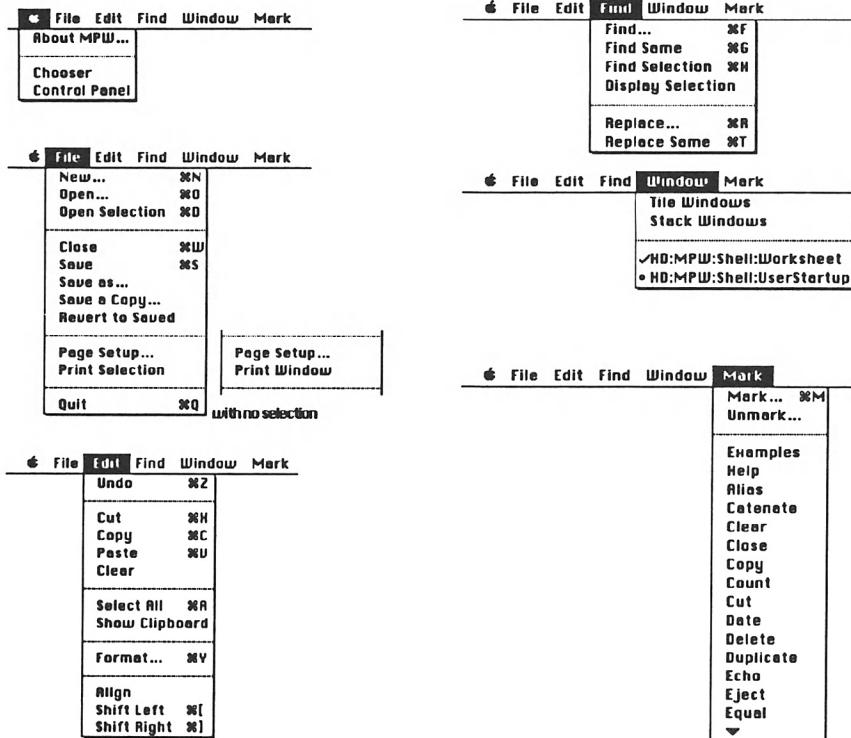 File Edit Find Window Mark
About MPW...
Chooser
Control Panel
 File Edit Find Window Mark
New... ⌘N
Open... ⌘O
Open Selection ⌘D
Close ⌘W
Save ⌘S
Save as...
Save a Copy...
Revert to Saved
Page Setup...
Print Selection
Quit ⌘Q
Page Setup...
Print Window
with no selection
 File Edit Find Window Mark
Undo ⌘Z
Cut ⌘X
Copy ⌘C
Paste ⌘V
Clear
Select All ⌘A
Show Clipboard
Format... ⌘Y
Align
Shift Left ⌘[
Shift Right ⌘]
 File Edit Find Window Mark
Find... ⌘F
Find Same ⌘G
Find Selection ⌘H
Display Selection
Replace... ⌘R
Replace Same ⌘T
 File Edit Find Window Mark
Tile Windows
Stack Windows
✓HD:MPW:Shell:Worksheet
• HD:MPW:Shell:UserStartup
 File Edit Find Window Mark
Mark... ⌘M
Unmark...
Examples
Help
Alias
Catenate
Clear
Close
Copy
Count
Cut
Date
Delete
Duplicate
Echo
Eject
Equal